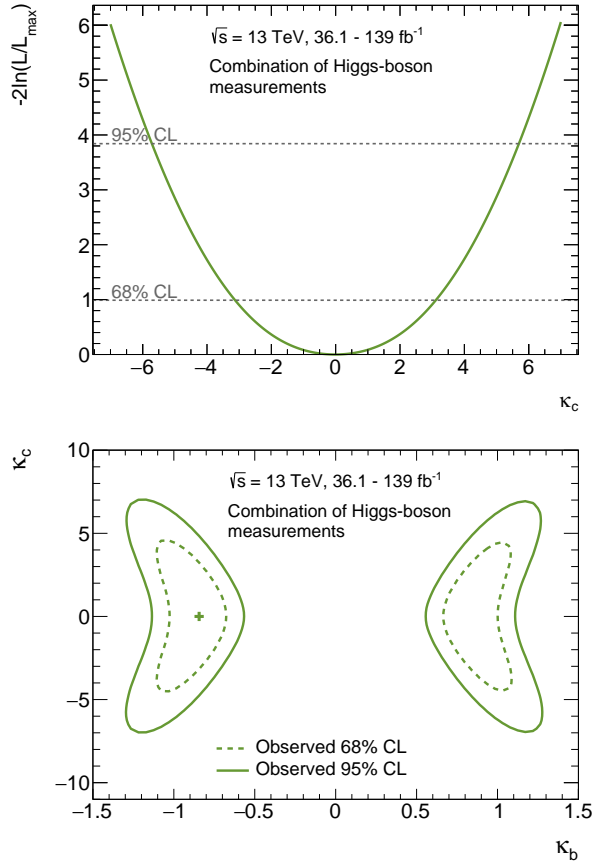 -2ln(L/L_max)
6
5
4
3
2
1
0
√s = 13 TeV, 36.1 - 139 fb⁻¹
Combination of Higgs-boson
measurements
95% CL
68% CL
−6 −4 −2 0 2 4 6
κ_c
κ_c
10
5
0
−5
−10
√s = 13 TeV, 36.1 - 139 fb⁻¹
Combination of Higgs-boson
measurements
Observed 68% CL
Observed 95% CL
−1.5 −1 −0.5 0 0.5 1 1.5
κ_b